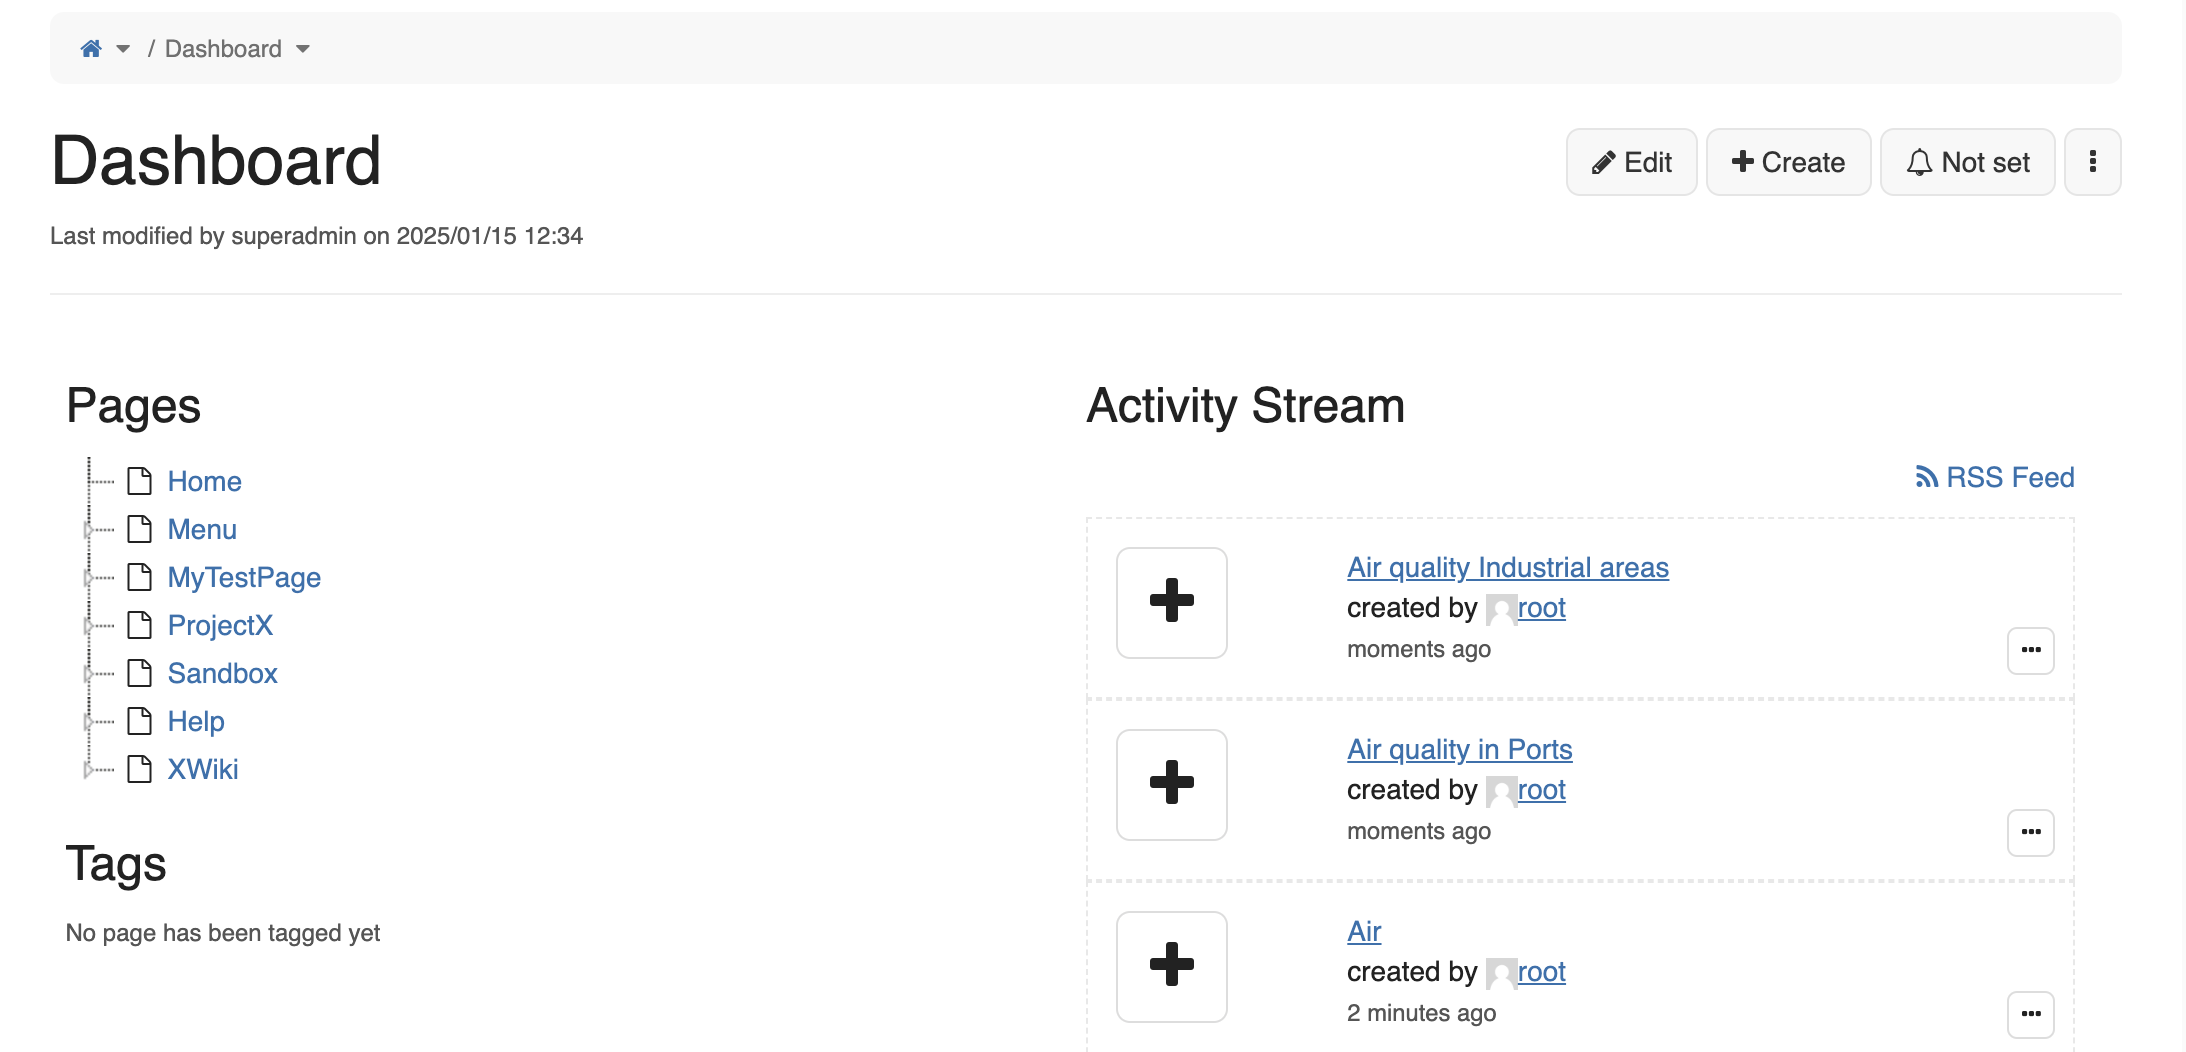 / Dashboard
Dashboard
Edit
Create
Not set
Last modified by superadmin on 2025/01/15 12:34
Pages
Home
Menu
MyTestPage
ProjectX
Sandbox
Help
XWiki
Tags
No page has been tagged yet
Activity Stream
RSS Feed
Air quality Industrial areas
created by root
moments ago
Air quality in Ports
created by root
moments ago
Air
created by root
2 minutes ago